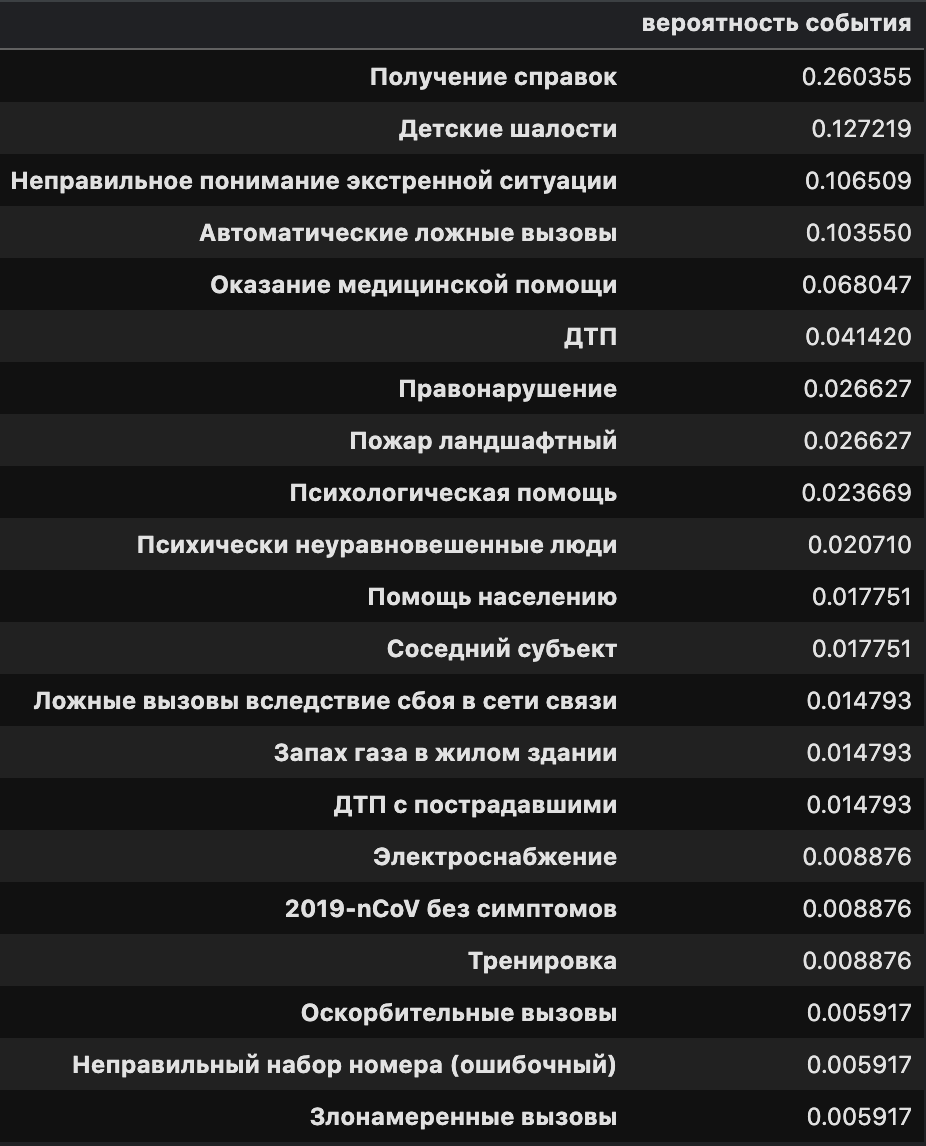 вероятность события
Получение справок 0.260355
Детские шалости 0.127219
Неправильное понимание экстренной ситуации 0.106509
Автоматические ложные вызовы 0.103550
Оказание медицинской помощи 0.068047
ДТП 0.041420
Правонарушение 0.026627
Пожар ландшафтный 0.026627
Психологическая помощь 0.023669
Психически неуравновешенные люди 0.020710
Помощь населению 0.017751
Соседний субъект 0.017751
Ложные вызовы вследствие сбоя в сети связи 0.014793
Запах газа в жилом здании 0.014793
ДТП с пострадавшими 0.014793
Электроснабжение 0.008876
2019-nCoV без симптомов 0.008876
Тренировка 0.008876
Оскорбительные вызовы 0.005917
Неправильный набор номера (ошибочный) 0.005917
Злонамеренные вызовы 0.005917